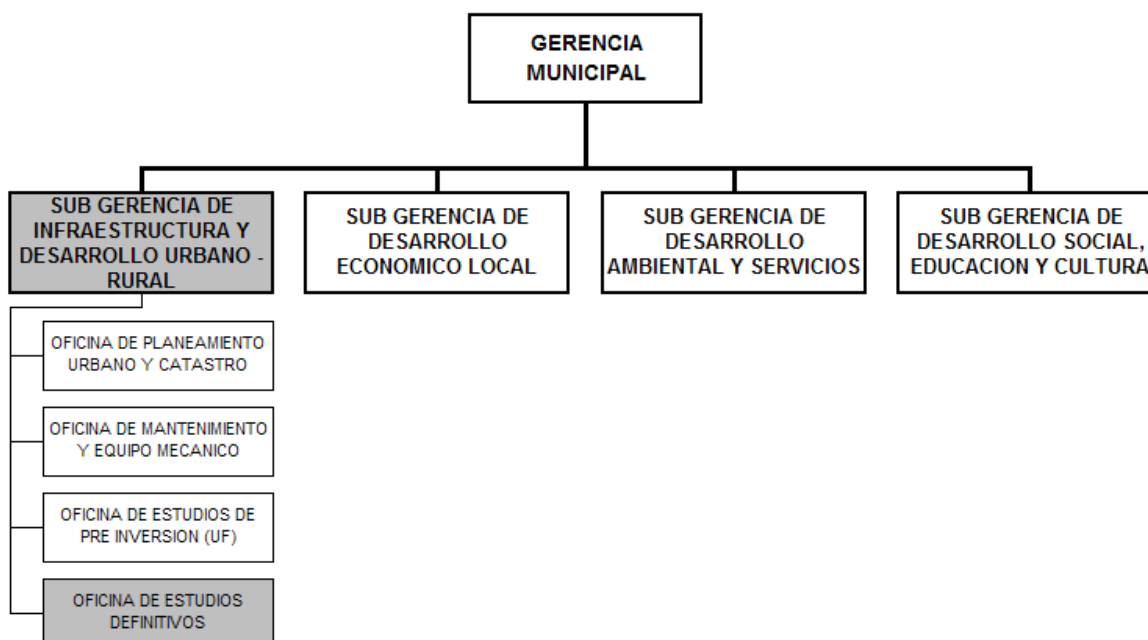 GERENCIA
MUNICIPAL
SUB GERENCIA DE
INFRAESTRUCTURA Y
DESARROLLO URBANO -
RURAL
SUB GERENCIA DE
DESARROLLO
ECONOMICO LOCAL
SUB GERENCIA DE
DESARROLLO
AMBIENTAL Y SERVICIOS
SUB GERENCIA DE
DESARROLLO SOCIAL,
EDUCACION Y CULTURA
OFICINA DE PLANEAMIENTO
URBANO Y CATASTRO
OFICINA DE MANTENIMIENTO
Y EQUIPO MECANICO
OFICINA DE ESTUDIOS DE
PRE INVERSION (UF)
OFICINA DE ESTUDIOS
DEFINITIVOS